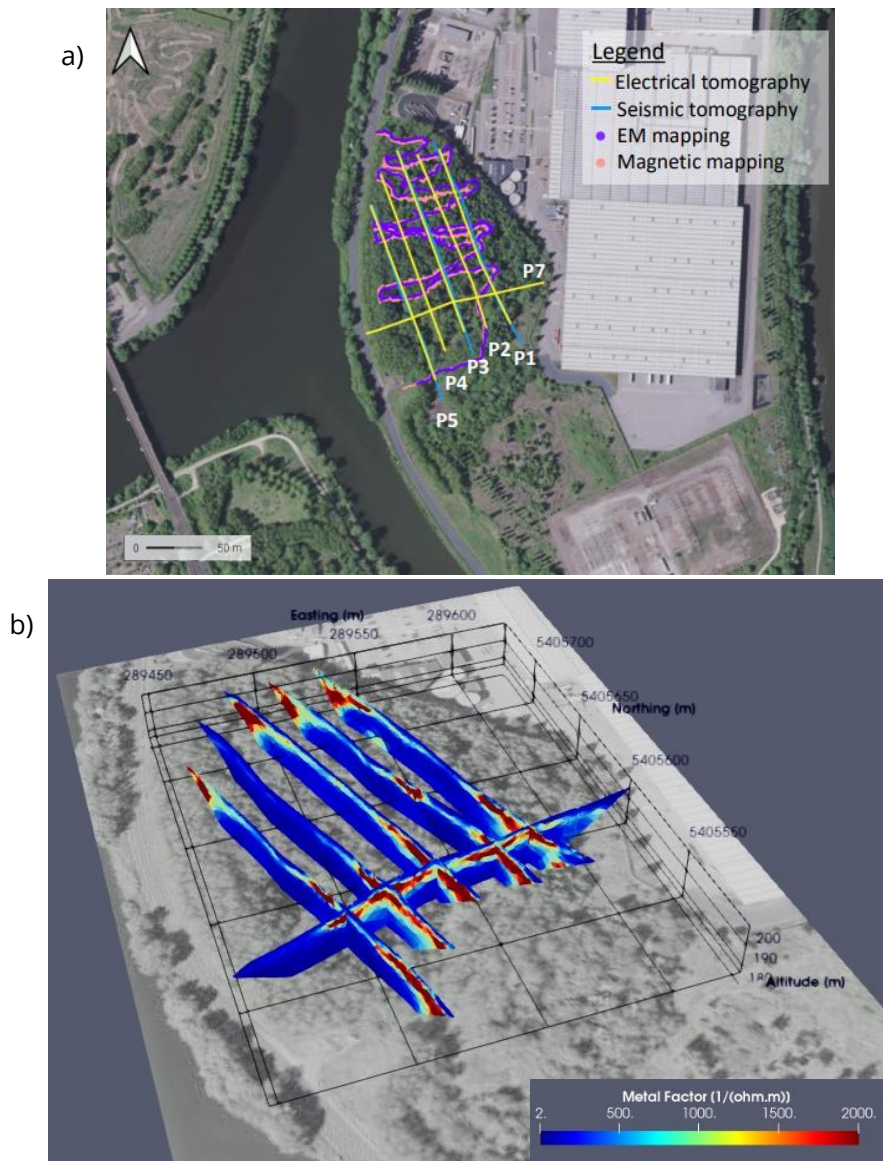 a)
Legend
Electrical tomography
Seismic tomography
EM mapping
Magnetic mapping
P7
P2
P1
P3
P4
P5
0 50 m
b)
Easting (m)
289450
289500
289550
289600
5405700
5405650
Northing (m)
5405600
5405550
200
190
180
Altitude (m)
Metal Factor [1/(ohm.m)]
2. 500. 1000. 1500. 2000.